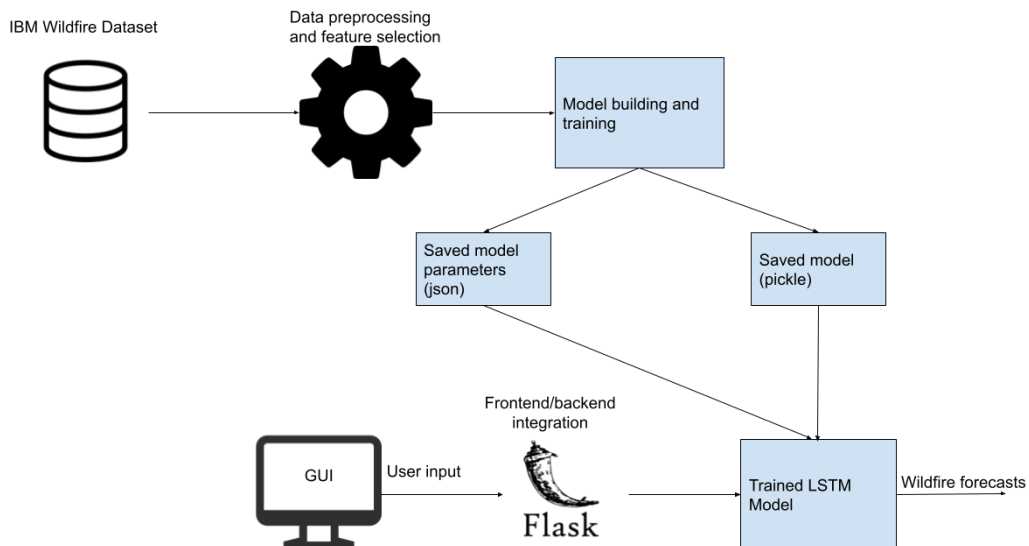 IBM Wildfire Dataset
Data preprocessing
and feature selection
Model building and
training
Saved model
parameters
(json)
Saved model
(pickle)
Frontend/backend
integration
GUI
User input
Flask
Trained LSTM
Model
Wildfire forecasts